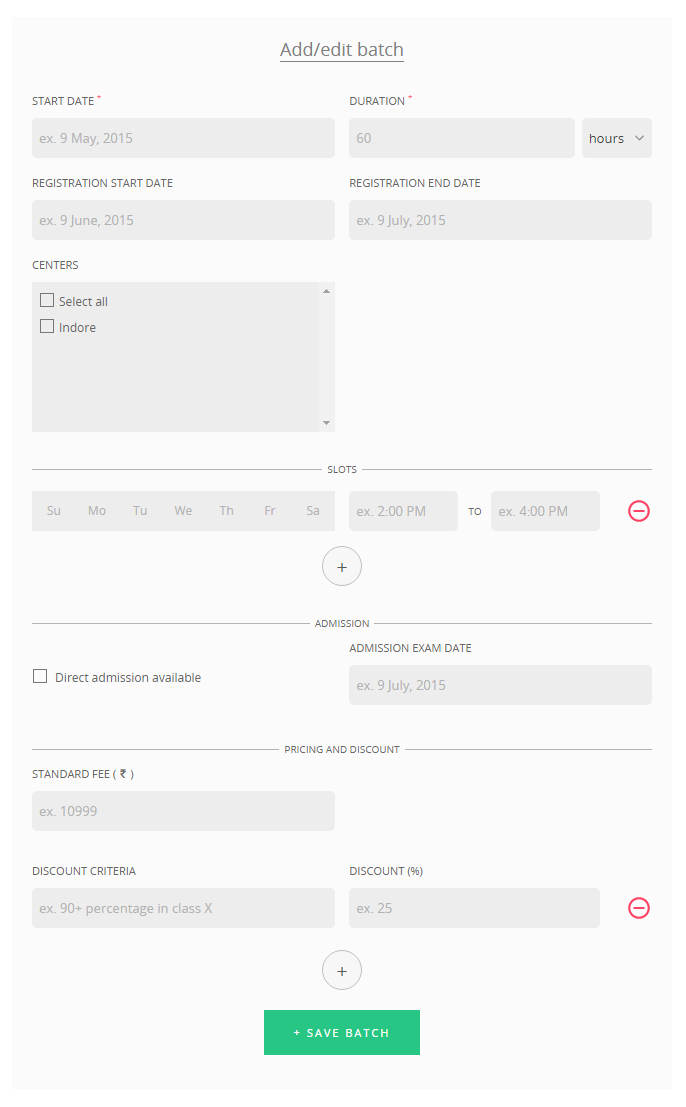 Add/edit batch
START DATE * DURATION *
ex. 9 May, 2015 60 hours
REGISTRATION START DATE REGISTRATION END DATE
ex. 9 June, 2015 ex. 9 July, 2015
CENTERS
Select all
Indore
SLOTS
Su Mo Tu We Th Fr Sa ex. 2:00 PM TO ex. 4:00 PM
+
ADMISSION
ADMISSION EXAM DATE
Direct admission available
ex. 9 July, 2015
PRICING AND DISCOUNT
STANDARD FEE ( ₹ )
ex. 10999
DISCOUNT CRITERIA DISCOUNT (%)
ex. 90+ percentage in class X ex. 25
+
+ SAVE BATCH